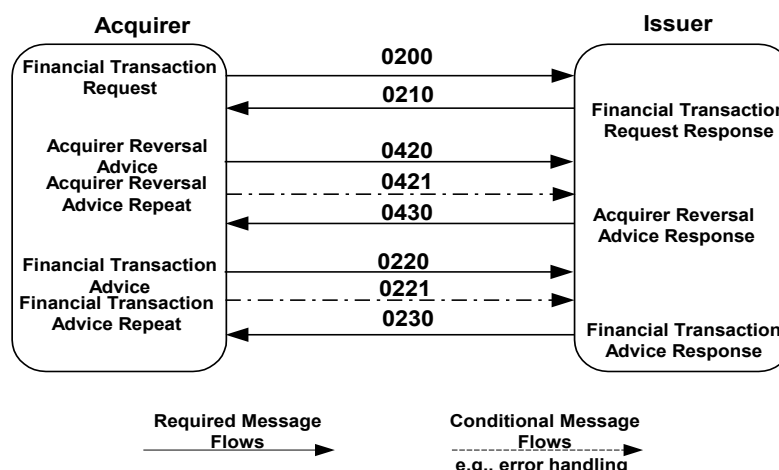 Acquirer
Issuer
Financial Transaction
Request
0200
0210
Financial Transaction
Request Response
Acquirer Reversal
Advice
0420
Acquirer Reversal
Advice Repeat
0421
0430
Acquirer Reversal
Advice Response
Financial Transaction
Advice
0220
Financial Transaction
Advice Repeat
0221
0230
Financial Transaction
Advice Response
Required Message
Flows
Conditional Message
Flows
e.g., error handling